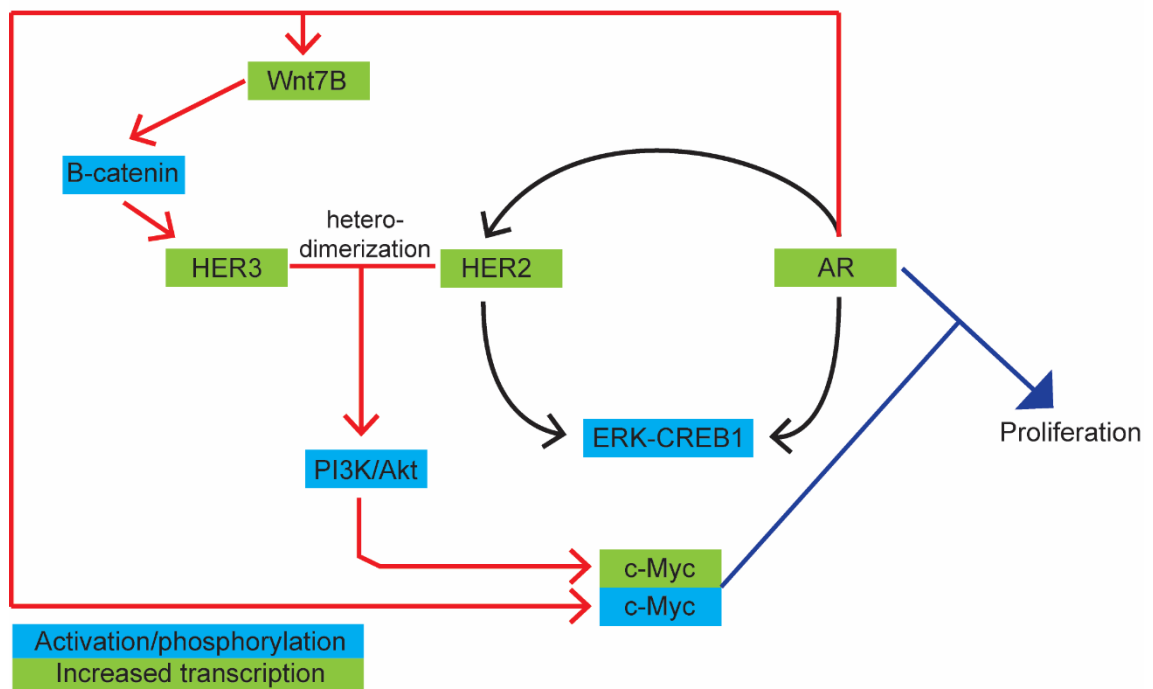 Wnt7B
B-catenin
hetero-
dimerization
HER3
HER2
AR
ERK-CREB1
Proliferation
PI3K/Akt
c-Myc
c-Myc
Activation/phosphorylation
Increased transcription